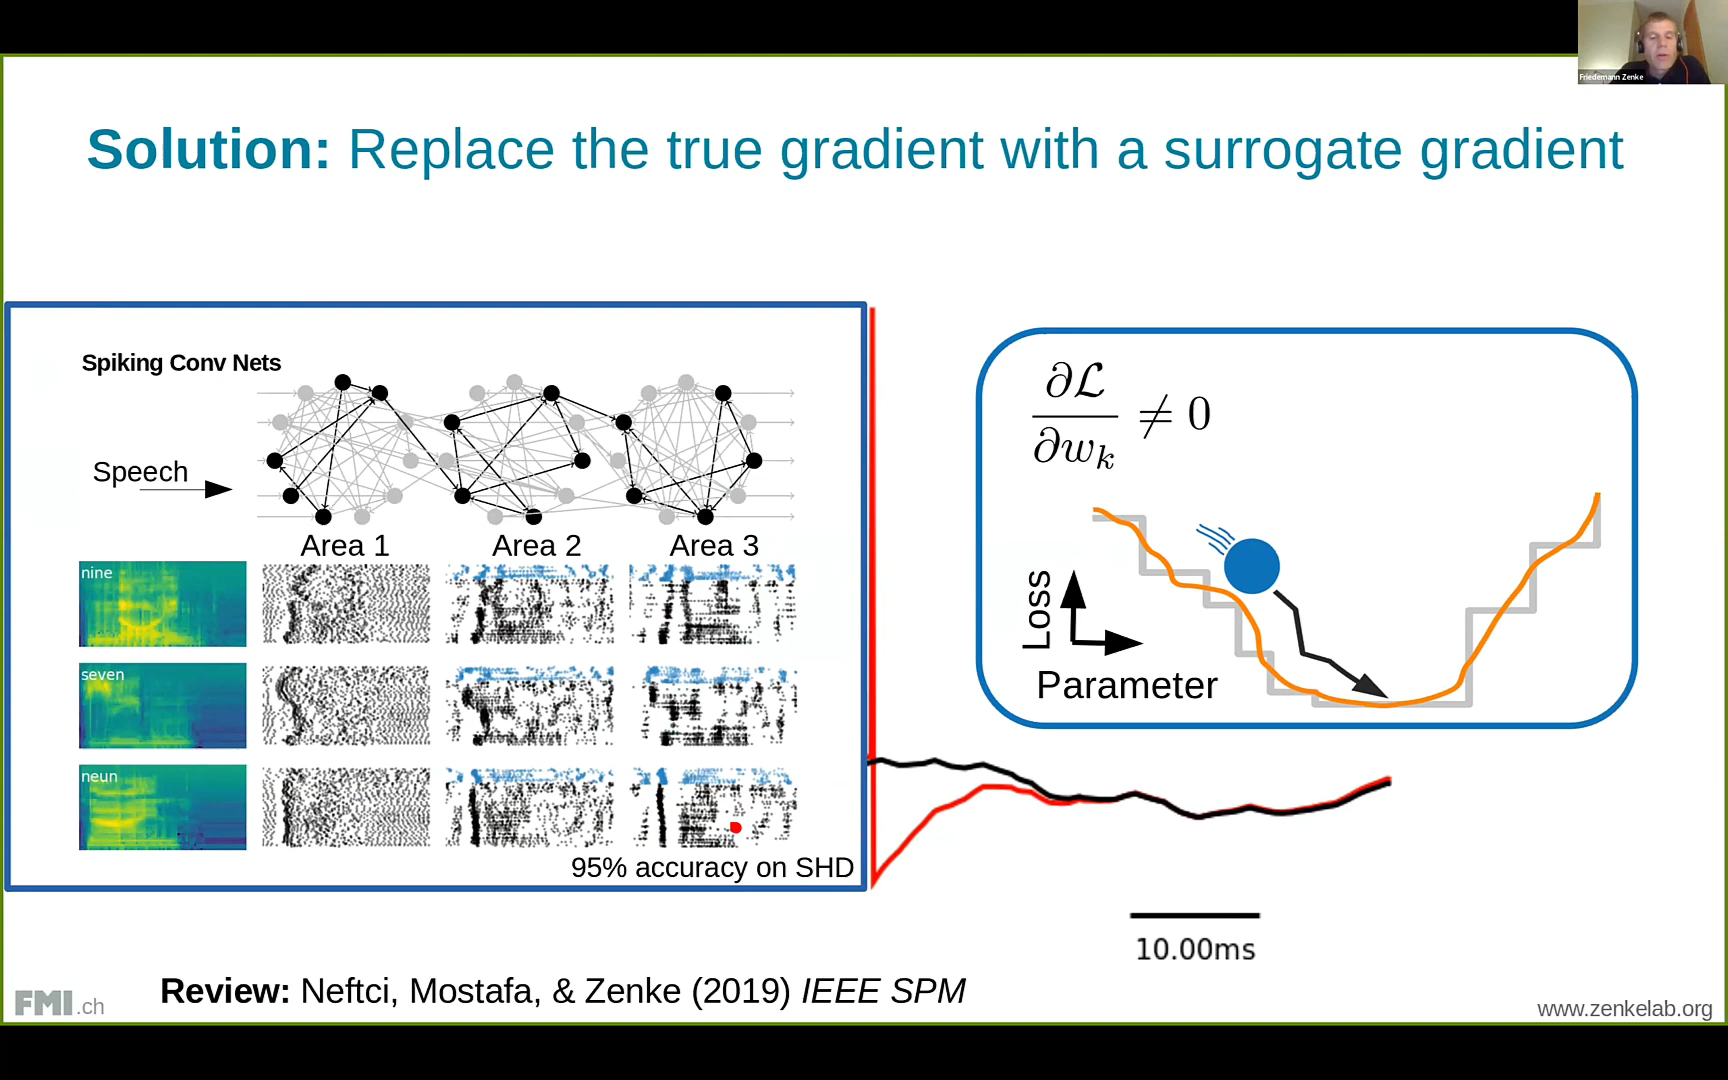 Friedemann Zenke
Solution: Replace the true gradient with a surrogate gradient
Spiking Conv Nets
Speech
Area 1
Area 2
Area 3
nine
seven
neun
95% accuracy on SHD
∂ℒ/∂wₖ ≠ 0
Loss
Parameter
10.00ms
Review: Neftci, Mostafa, & Zenke (2019) IEEE SPM
FMI.ch
www.zenkelab.org